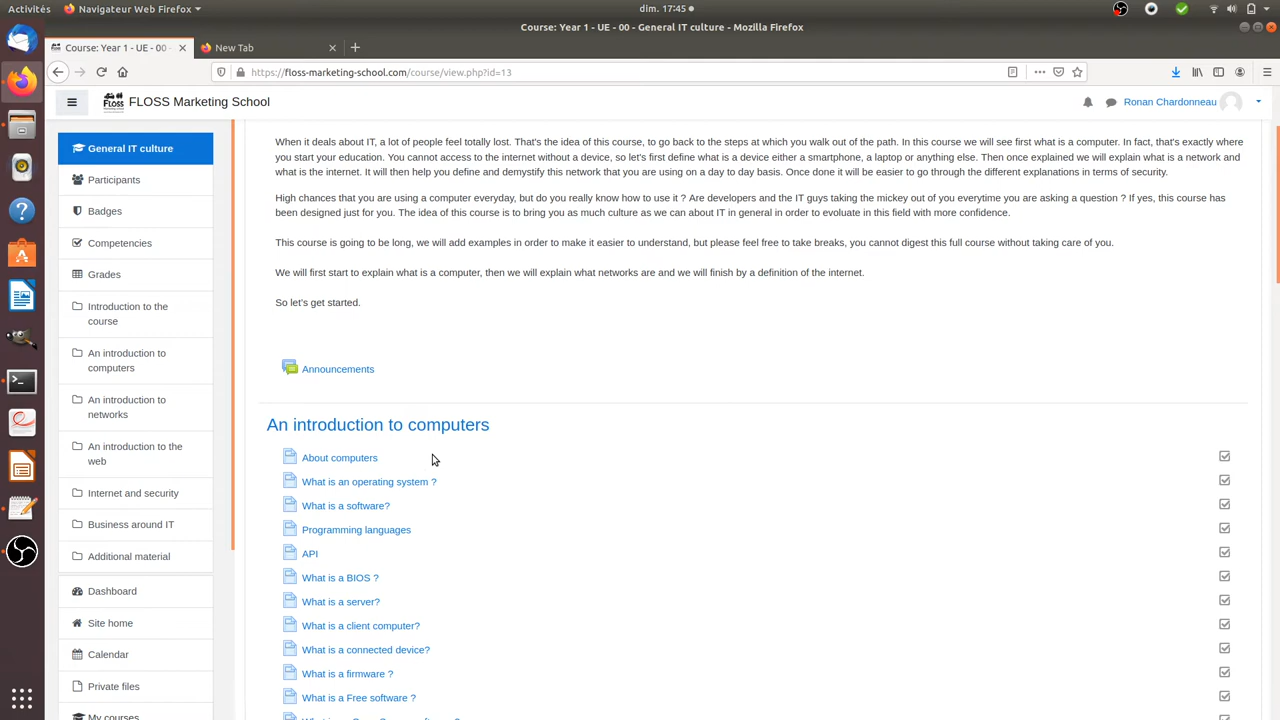 Activités
Navigateur Web Firefox
dim. 17:45
Course: Year 1 - UE - 00 - General IT culture - Mozilla Firefox
Course: Year 1 - UE - 00 -
New Tab
https://floss-marketing-school.com/course/view.php?id=13
FLOSS
FLOSS Marketing School
Ronan Chardonneau
General IT culture
Participants
Badges
Competencies
Grades
Introduction to the
course
An introduction to
computers
An introduction to
networks
An introduction to the
web
Internet and security
Business around IT
Additional material
Dashboard
Site home
Calendar
Private files
My courses
When it deals about IT, a lot of people feel totally lost. That's the idea of this course, to go back to the steps at which you walk out of the path. In this course we will see first what is a computer. In fact, that's exactly where
you start your education. You cannot access to the internet without a device, so let's first define what is a device either a smartphone, a laptop or anything else. Then once explained we will explain what is a network and
what is the internet. It will then help you define and demystify this network that you are using on a day to day basis. Once done it will be easier to go through the different explanations in terms of security.
High chances that you are using a computer everyday, but do you really know how to use it ? Are developers and the IT guys taking the mickey out of you everytime you are asking a question ? If yes, this course has
been designed just for you. The idea of this course is to bring you as much culture as we can about IT in general in order to evaluate in this field with more confidence.
This course is going to be long, we will add examples in order to make it easier to understand, but please feel free to take breaks, you cannot digest this full course without taking care of you.
We will first start to explain what is a computer, then we will explain what networks are and we will finish by a definition of the internet.
So let's get started.
Announcements
An introduction to computers
About computers
What is an operating system ?
What is a software?
Programming languages
API
What is a BIOS ?
What is a server?
What is a client computer?
What is a connected device?
What is a firmware ?
What is a Free software ?